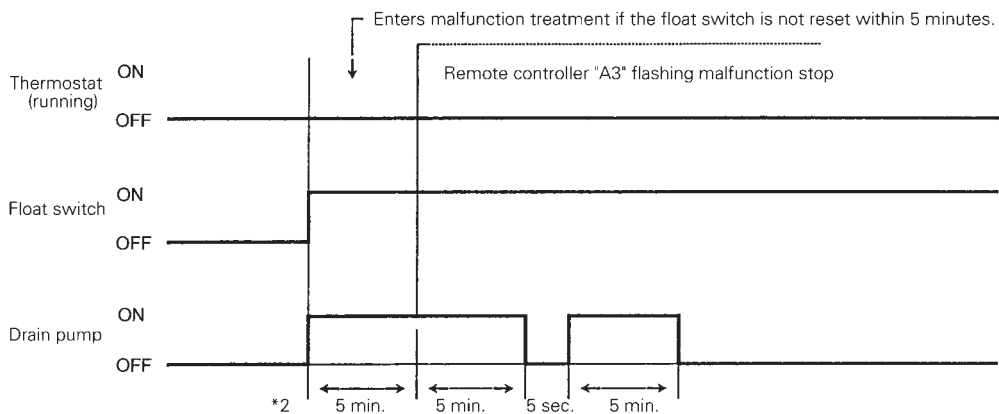 Enters malfunction treatment if the float switch is not reset within 5 minutes.
Remote controller "A3" flashing malfunction stop
Thermostat
(running)
ON
OFF
Float switch
ON
OFF
Drain pump
ON
OFF
*2
5 min.
5 min.
5 sec.
5 min.